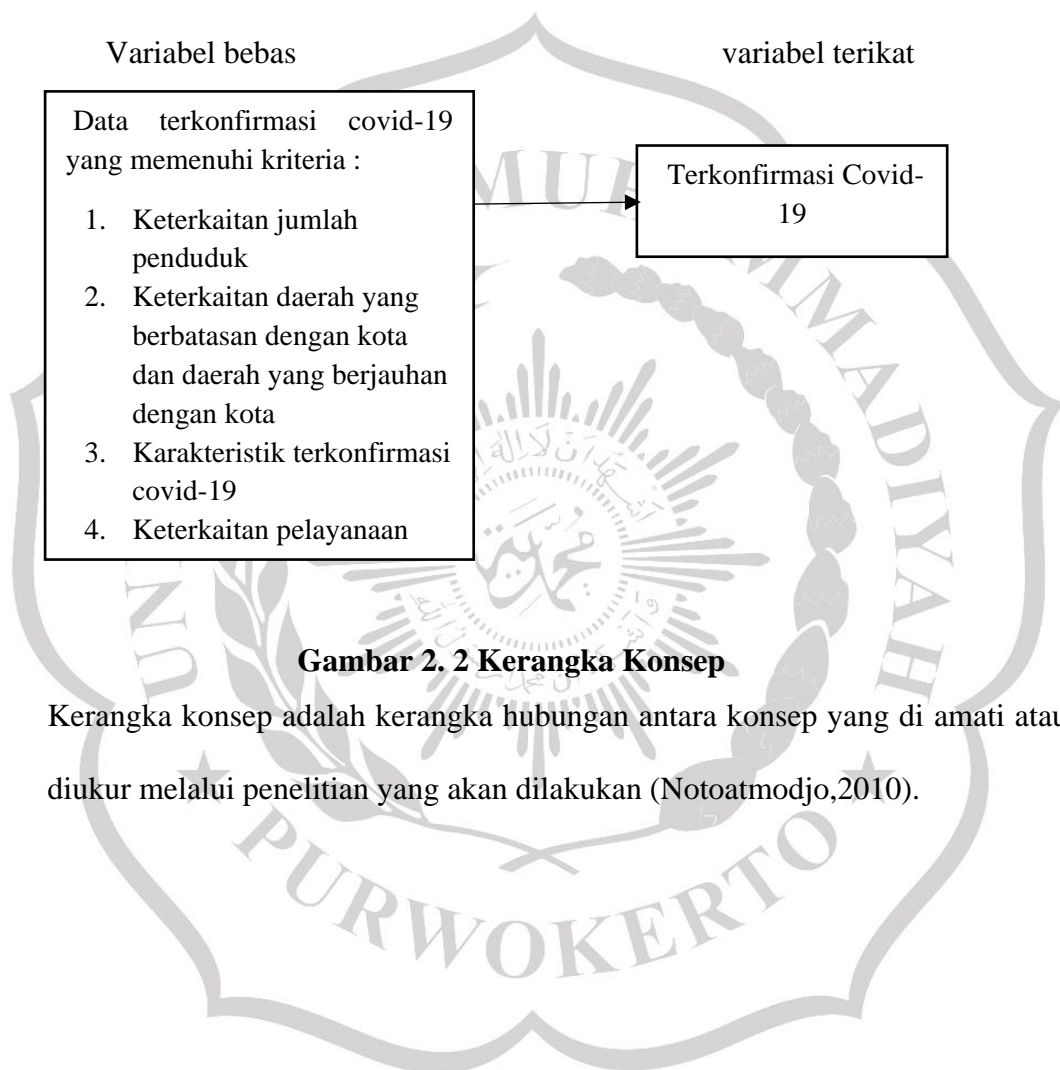 Variabel bebas
variabel terikat
Data terkonfirmasi covid-19
yang memenuhi kriteria :
1. Keterkaitan jumlah
penduduk
2. Keterkaitan daerah yang
berbatasan dengan kota
dan daerah yang berjauhan
dengan kota
3. Karakteristik terkonfirmasi
covid-19
4. Keterkaitan pelayanaan
Terkonfirmasi Covid-
19
Gambar 2. 2 Kerangka Konsep
Kerangka konsep adalah kerangka hubungan antara konsep yang di amati atau
diukur melalui penelitian yang akan dilakukan (Notoatmodjo,2010).
PURWOKERTO